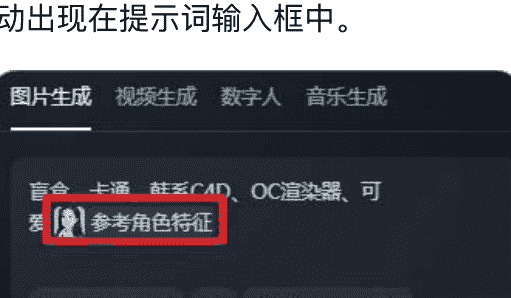 动出现在提示词输入框中。
图片生成 视频生成 数字人 音乐生成
盲盒、卡通、韩系C4D、OC渲染器、可
爱 参考角色特征